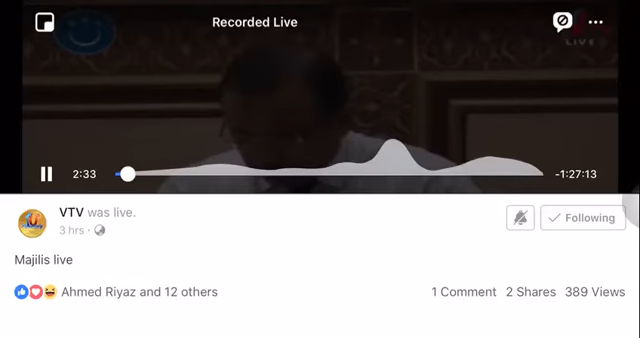 Recorded Live
LIVE
2:33
-1:27:13
VTV was live.
3 hrs ·
Following
Majilis live
Ahmed Riyaz and 12 others
1 Comment 2 Shares 389 Views